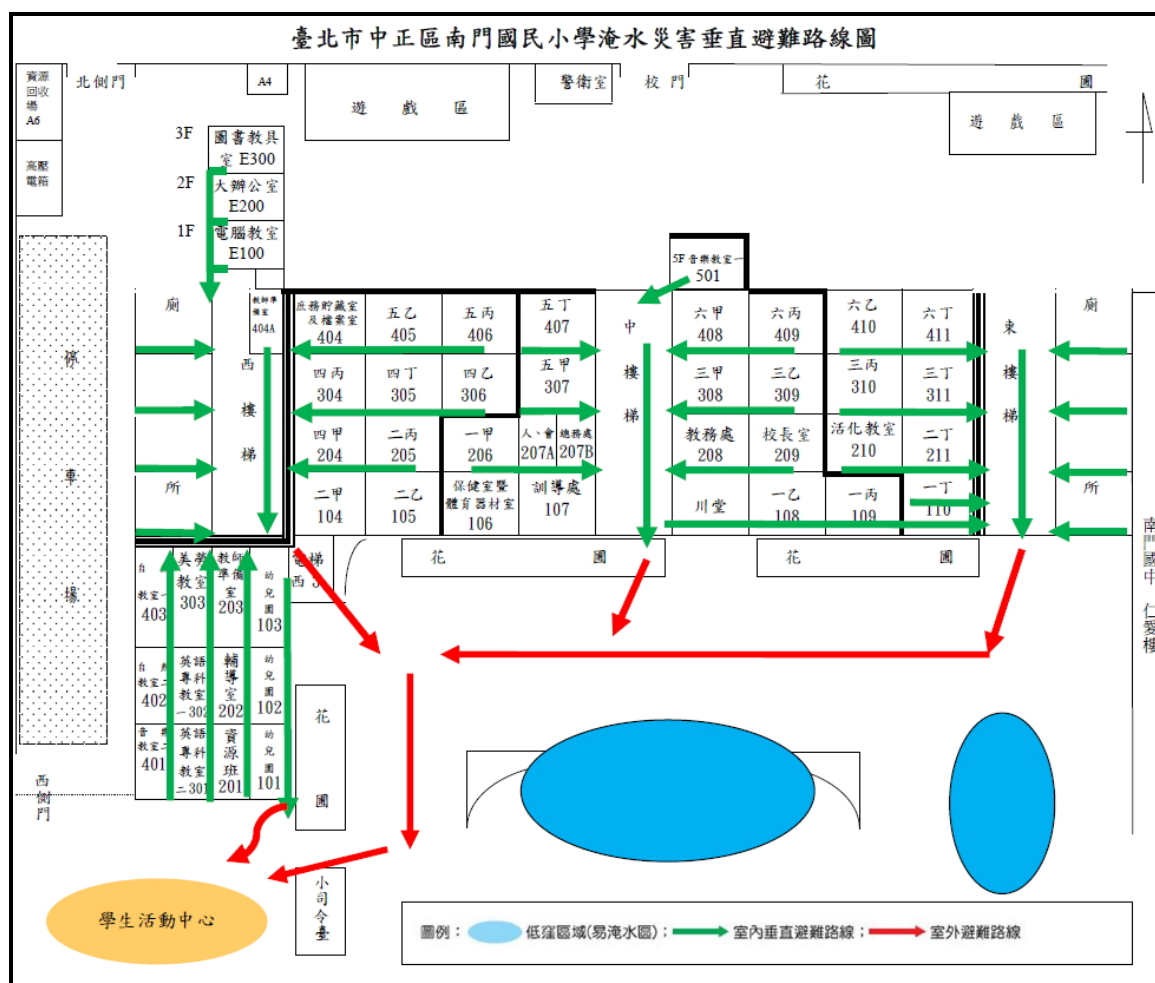 臺北市中正區南門國民小學淹水災害垂直避難路線圖
資源
回收
場
A6
北側門
A4
遊戲區
警衛室
校門
花圃
遊戲區
高壓
電箱
3F
圖書教具
室 E300
2F
大辦公室
E200
1F
電腦教室
E100
5F 音樂教室一
501
停車場
廁所
教師準
備室
404A
西樓梯
庶務貯藏室
及檔案室
404
五乙
405
五丙
406
五丁
407
中樓梯
六甲
408
六丙
409
六乙
410
六丁
411
東樓梯
廁所
四丙
304
四丁
305
四乙
306
五甲
307
三甲
308
三乙
309
三丙
310
三丁
311
四甲
204
二丙
205
一甲
206
人、會
207A
總務處
207B
教務處
208
校長室
209
活化教室
210
二丁
211
二甲
104
二乙
105
保健室暨
體育器材室
106
訓導處
107
川堂
一乙
108
一丙
109
一丁
110
花圃
花圃
南門國中 仁愛樓
自
教室一
403
美勞
教室
303
教師
準備
室
203
幼兒園
103
電梯
西
自然
教室二
402
英語
專科
教室
一302
輔導室
202
幼兒園
102
音樂
教室二
401
英語
專科
教室
二301
資源班
201
幼兒園
101
花圃
西側門
小司令臺
學生活動中心
圖例：低窪區域(易淹水區)；室內垂直避難路線；室外避難路線